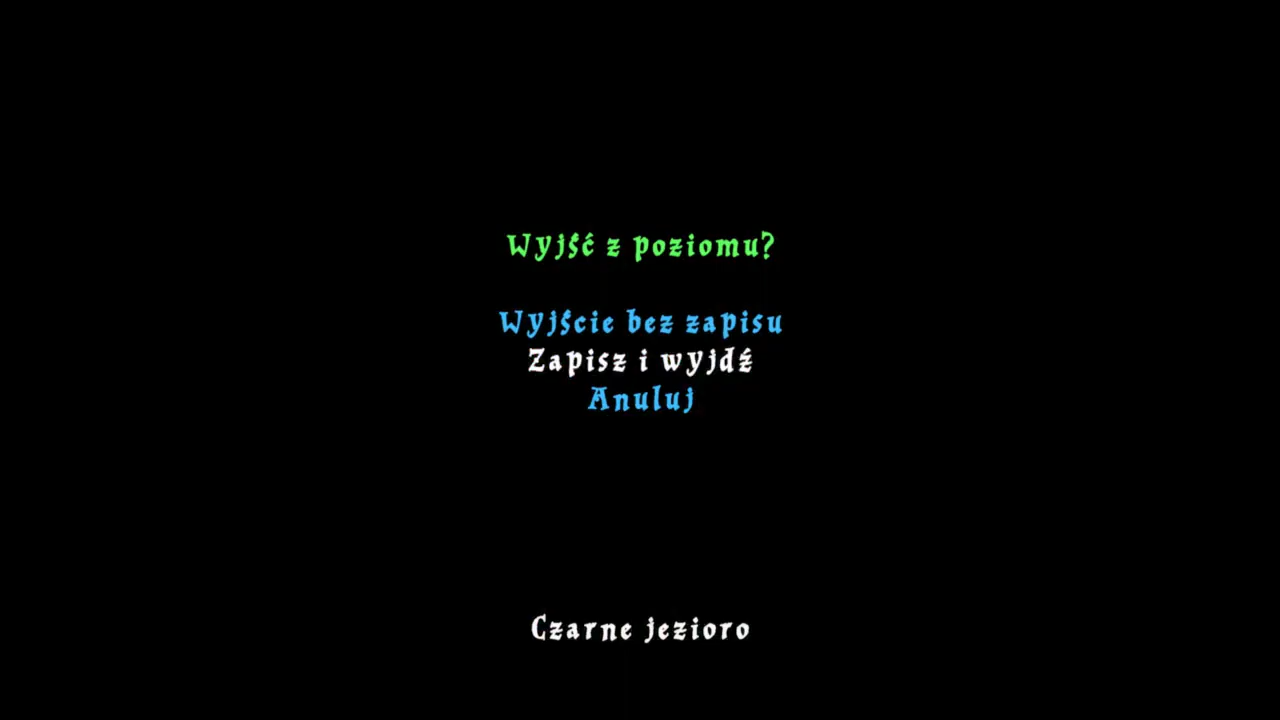 Wyjść z poziomu?
Wyjście bez zapisu
Zapisz i wyjdź
Anuluj
Czarne jezioro